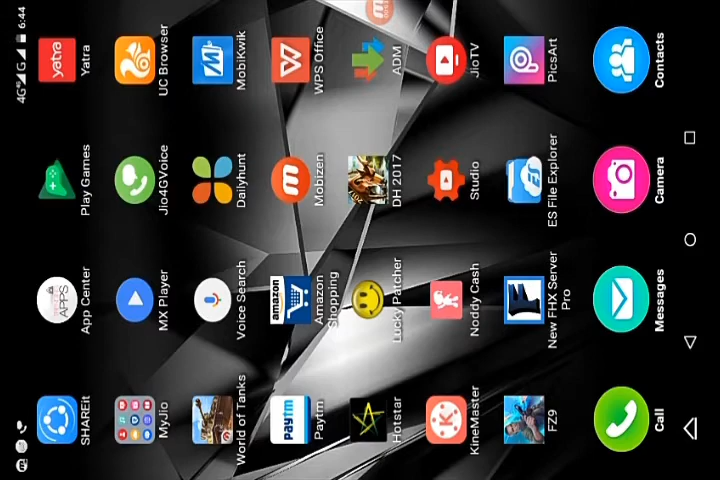 4G G 6:44
SHAREit
App Center
Play Games
yatra
Yatra
MyJio
MX Player
Jio4GVoice
UC Browser
World of Tanks
Voice Search
Dailyhunt
MobiKwik
paytm
Paytm
amazon
Amazon Shopping
Mobizen
WPS Office
Hotstar
Lucky Patcher
DH 2017
ADM
KineMaster
Noddy Cash
Studio
JioTV
FZ9
New FHX Server
Pro
ES File Explorer
PicsArt
Call
Messages
Camera
Contacts